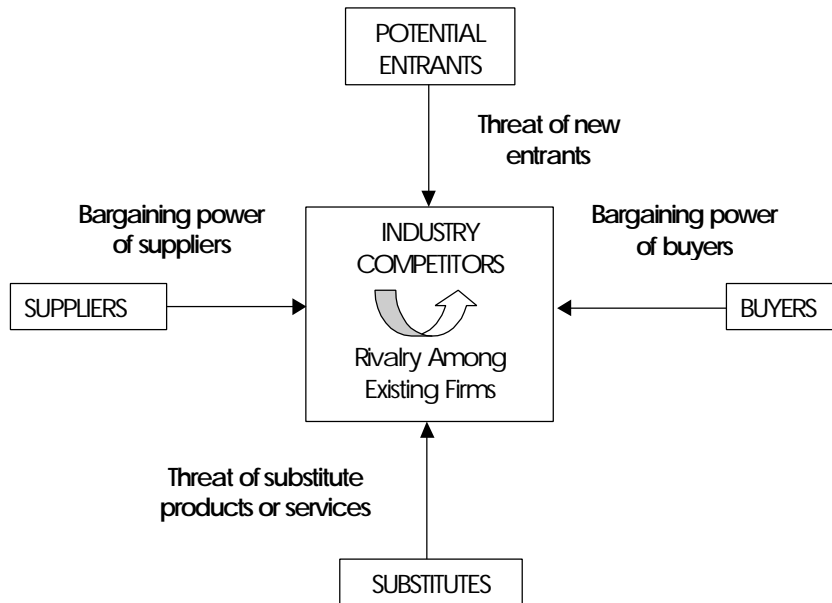 POTENTIAL
ENTRANTS
Threat of new
entrants
Bargaining power
of suppliers
Bargaining power
of buyers
INDUSTRY
COMPETITORS
SUPPLIERS
BUYERS
Rivalry Among
Existing Firms
Threat of substitute
products or services
SUBSTITUTES